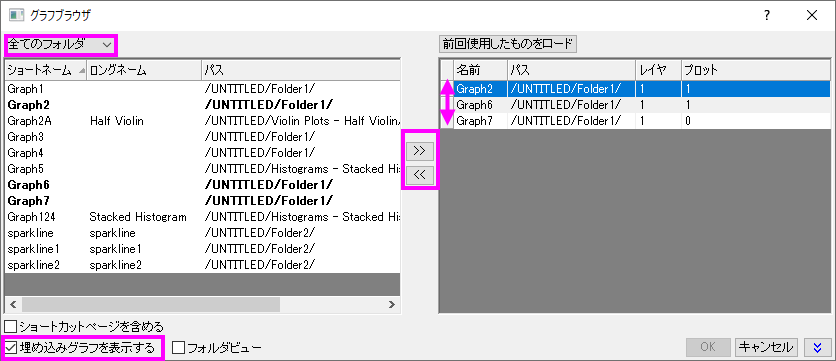 グラフブラウザ
?
全てのフォルダ
前回使用したものをロード
ショートネーム ロングネーム パス
Graph1 /UNTITLED/Folder1/
Graph2 /UNTITLED/Folder1/
Graph2A Half Violin /UNTITLED/Violin Plots - Half Violin/
Graph3 /UNTITLED/Folder1/
Graph4 /UNTITLED/Folder1/
Graph5 /UNTITLED/Histograms - Stacked His
Graph6 /UNTITLED/Folder1/
Graph7 /UNTITLED/Folder1/
Graph124 Stacked Histogram /UNTITLED/Histograms - Stacked His
sparkline sparkline /UNTITLED/Folder2/
sparkline1 sparkline1 /UNTITLED/Folder2/
sparkline2 sparkline2 /UNTITLED/Folder2/
>>
<<
名前 パス レイヤ プロット
Graph2 /UNTITLED/Folder1/ 1 1
Graph6 /UNTITLED/Folder1/ 1 1
Graph7 /UNTITLED/Folder1/ 1 0
ショートカットページを含める
埋め込みグラフを表示する フォルダビュー
OK キャンセル